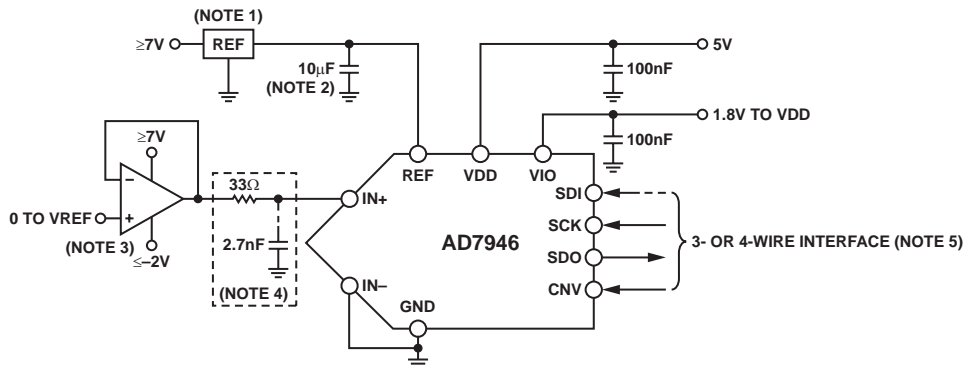 (NOTE 1)
≥7V
REF
10μF
(NOTE 2)
5V
100nF
1.8V TO VDD
100nF
≥7V
–
+
0 TO VREF
(NOTE 3)
≤–2V
33Ω
2.7nF
(NOTE 4)
REF
VDD
VIO
IN+
IN–
GND
AD7946
SDI
SCK
SDO
CNV
3- OR 4-WIRE INTERFACE (NOTE 5)